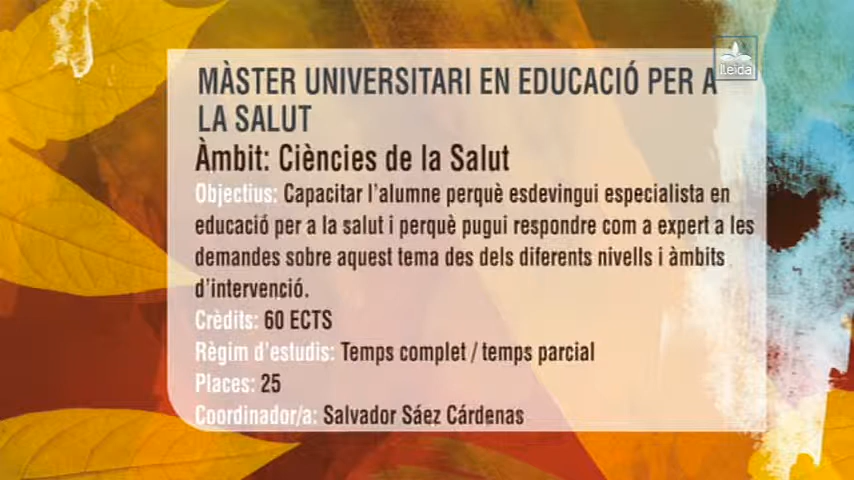 MÀSTER UNIVERSITARI EN EDUCACIÓ PER A
LA SALUT
Àmbit: Ciències de la Salut
Objectius: Capacitar l'alumne perquè esdevingui especialista en
educació per a la salut i perquè pugui respondre com a expert a les
demandes sobre aquest tema des dels diferents nivells i àmbits
d'intervenció.
Crèdits: 60 ECTS
Règim d'estudis: Temps complet / temps parcial
Places: 25
Coordinador/a: Salvador Sáez Cárdenas
lleida